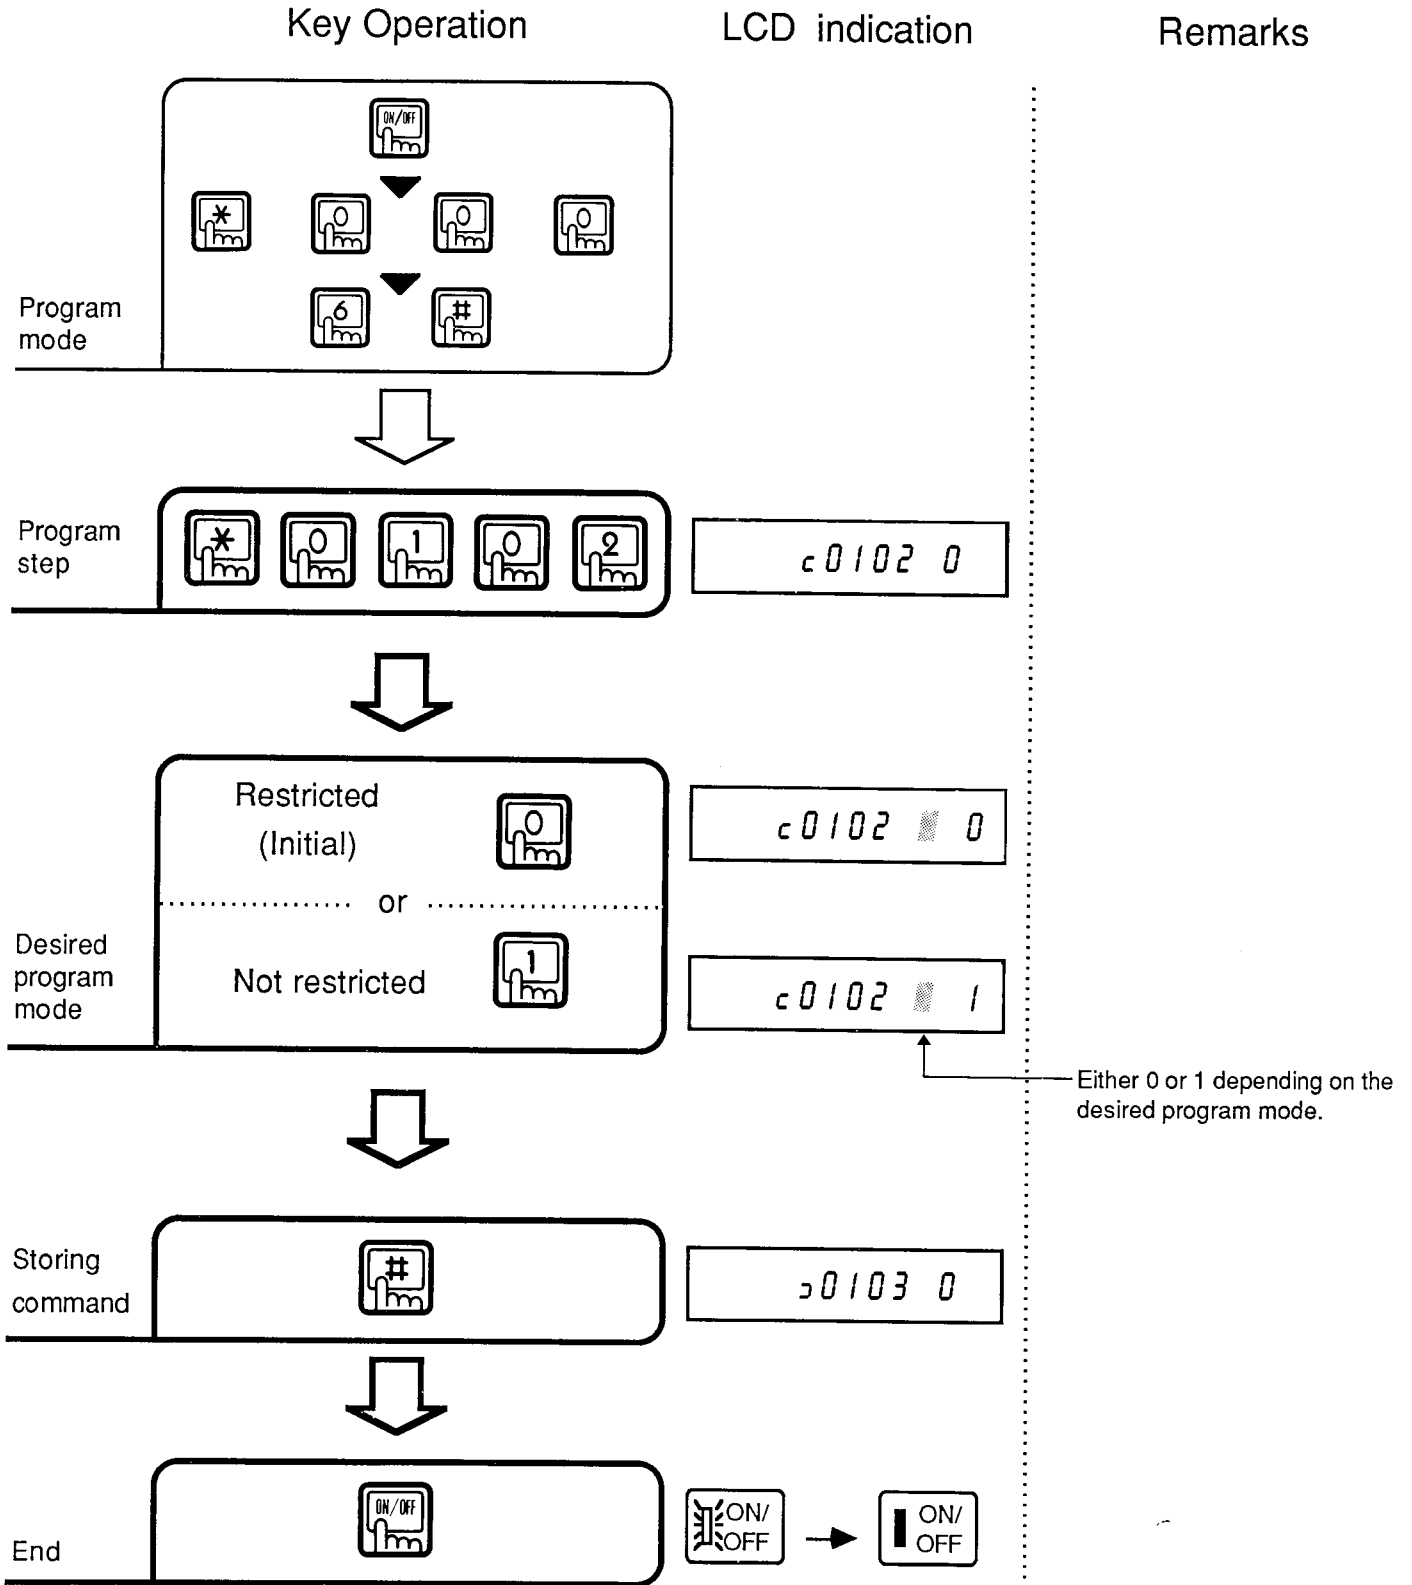 Key Operation
LCD indication
Remarks
ON/OFF
* 0 0 0
6 #
Program
mode
Program
step
* 0 1 0 2
c0102 0
Restricted
(Initial)
0
c0102 0
or
Desired
program
mode
Not restricted
1
c0102 1
Either 0 or 1 depending on the
desired program mode.
Storing
command
#
ɔ0103 0
End
ON/OFF
ON/
OFF
ON/
OFF